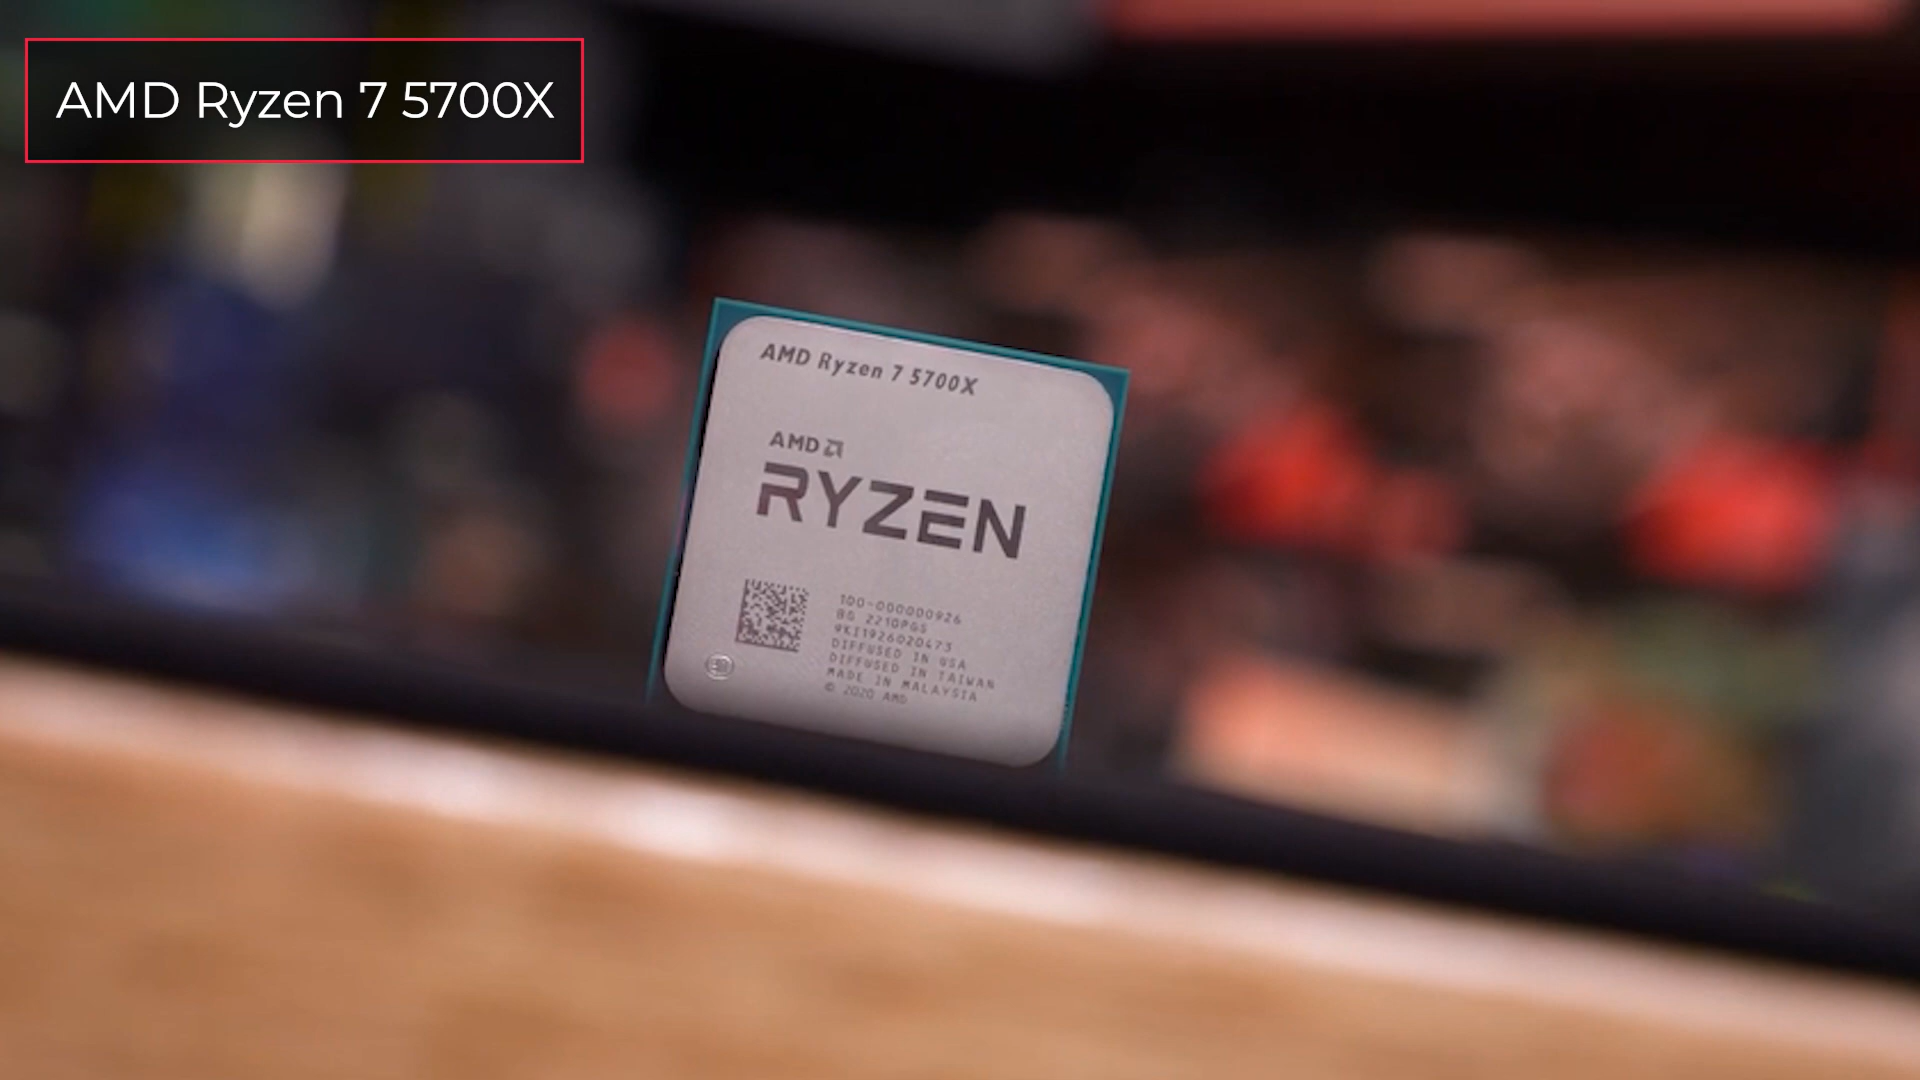 AMD Ryzen 7 5700X
AMD Ryzen 7 5700X
AMD
RYZEN
100-000000926
BG 2210PGS
9KI1926020473
DIFFUSED IN USA
DIFFUSED IN TAIWAN
MADE IN MALAYSIA
© 2020 AMD